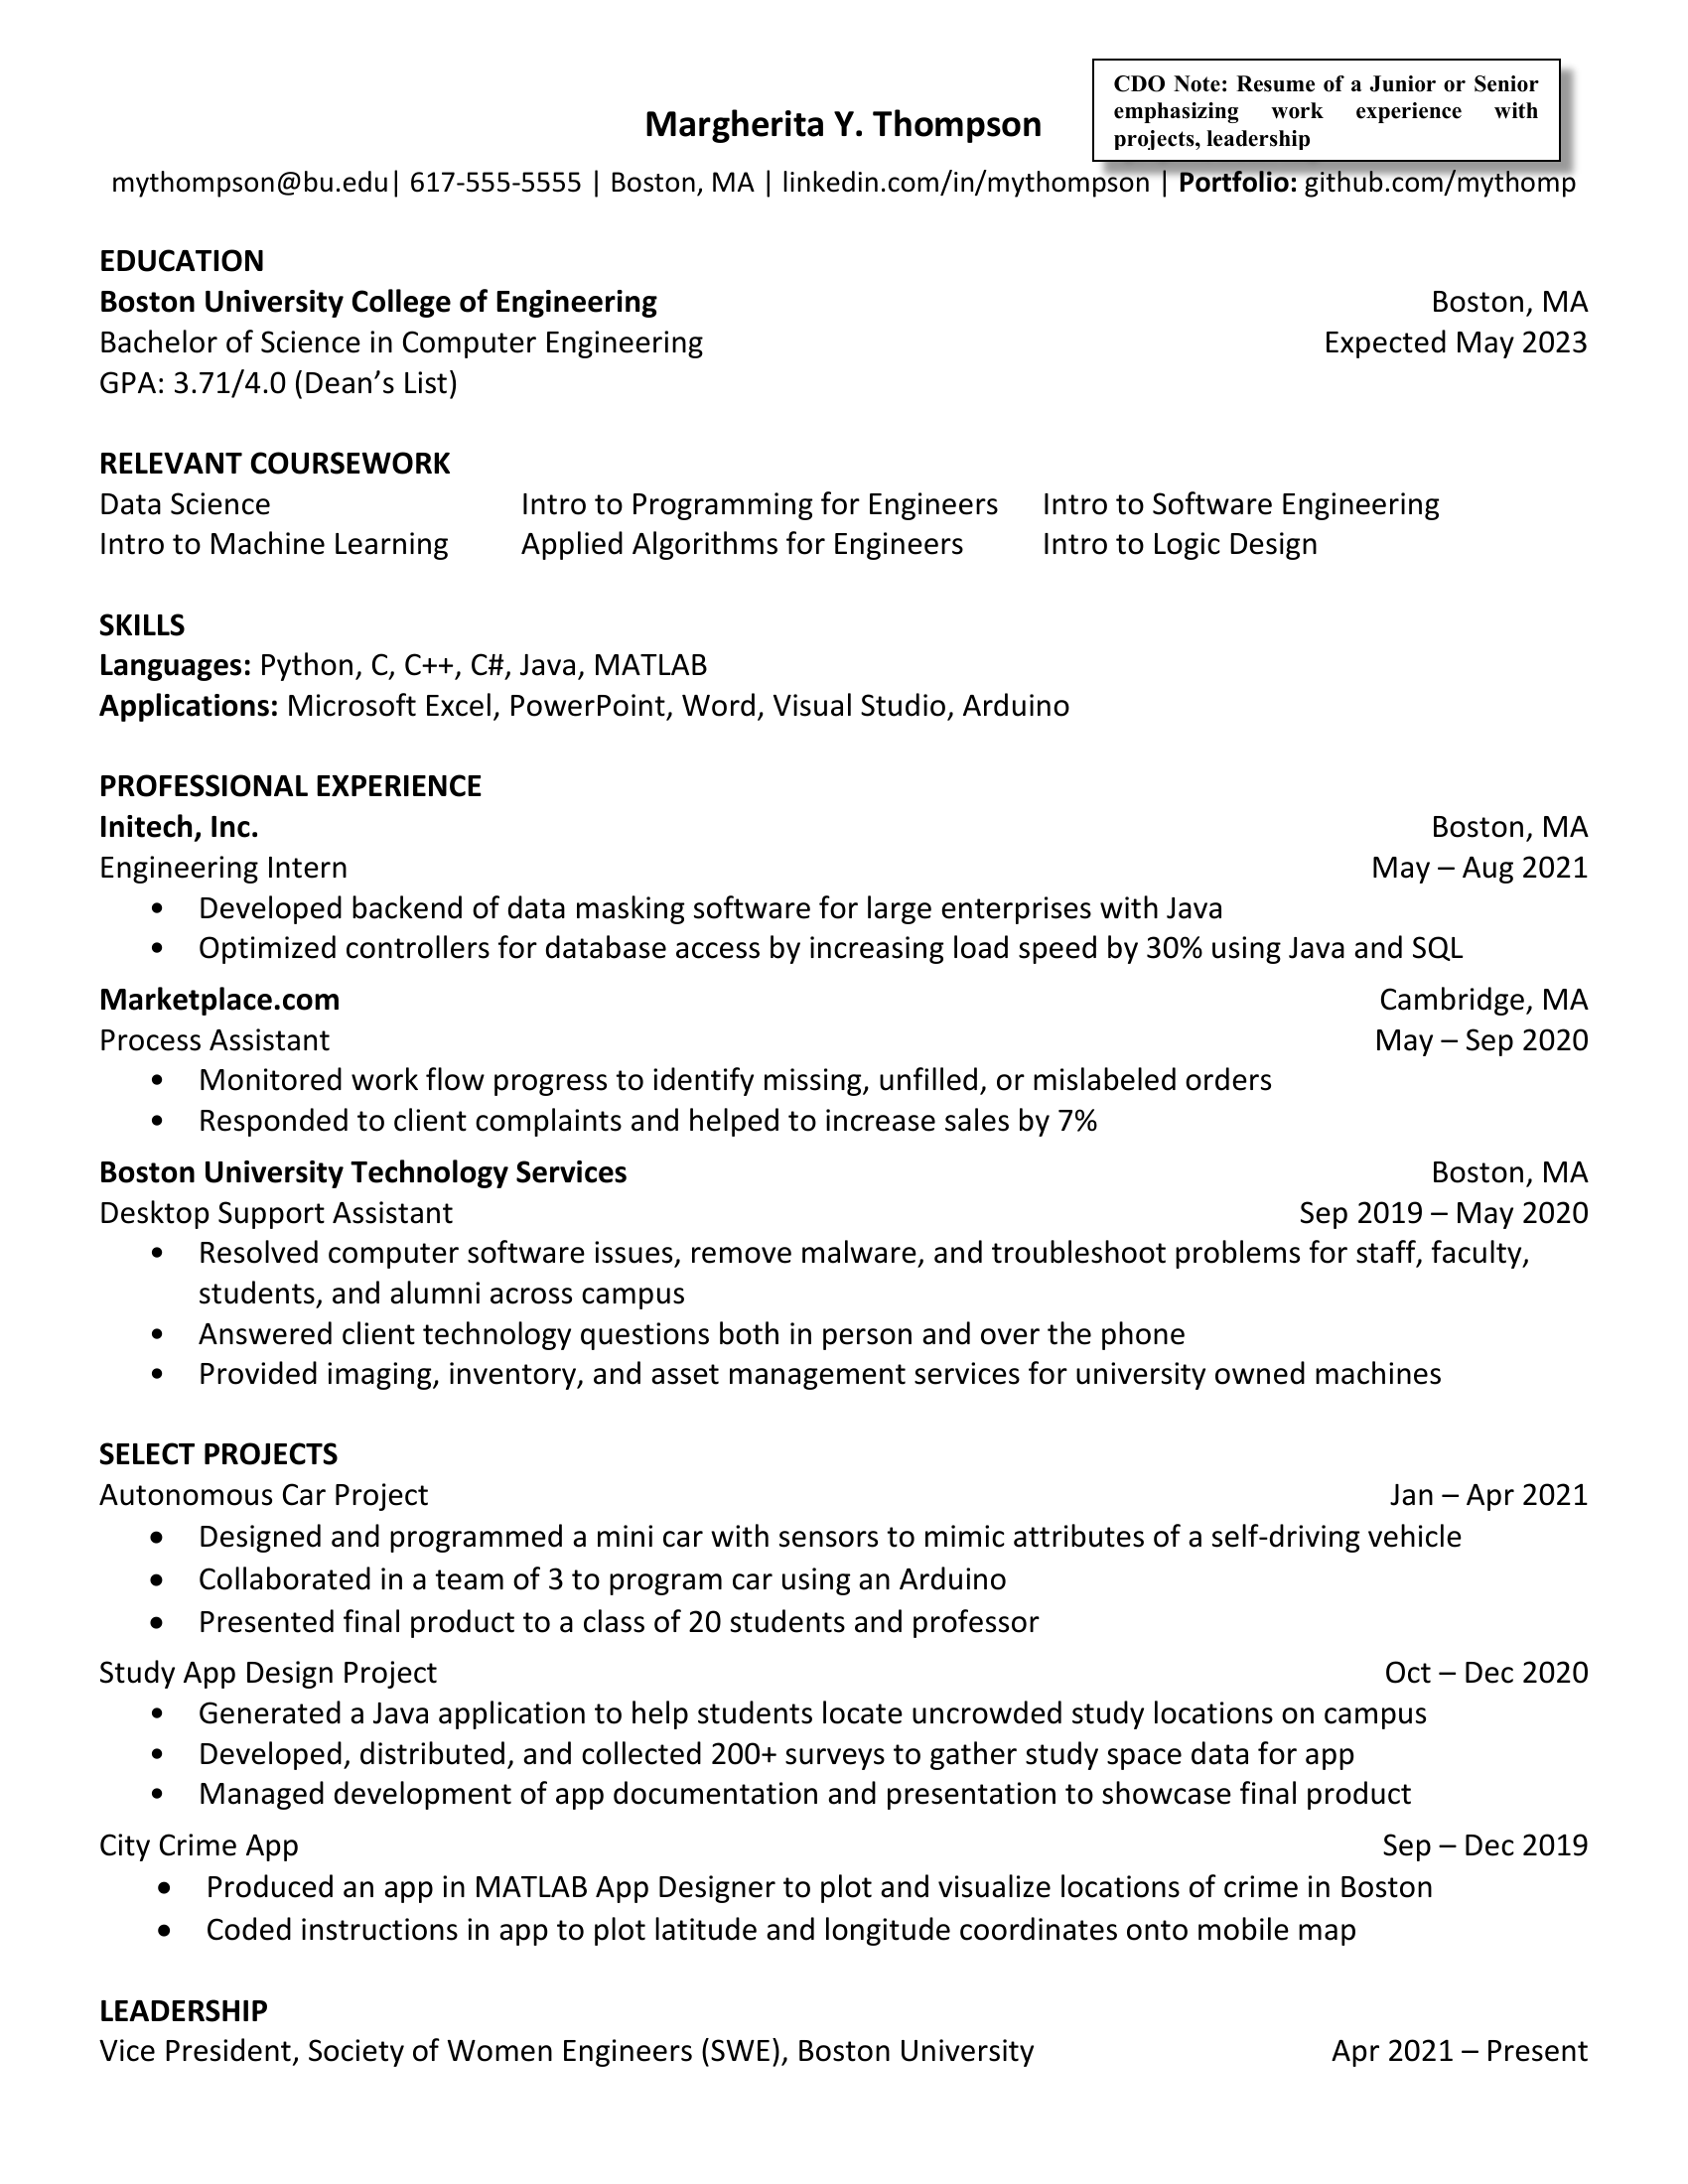 CDO Note: Resume of a Junior or Senior
emphasizing work experience with
projects, leadership
Margherita Y. Thompson
mythompson@bu.edu| 617-555-5555 | Boston, MA | linkedin.com/in/mythompson | Portfolio: github.com/mythomp
EDUCATION
Boston University College of Engineering Boston, MA
Bachelor of Science in Computer Engineering Expected May 2023
GPA: 3.71/4.0 (Dean’s List)
RELEVANT COURSEWORK
Data Science Intro to Programming for Engineers Intro to Software Engineering
Intro to Machine Learning Applied Algorithms for Engineers Intro to Logic Design
SKILLS
Languages: Python, C, C++, C#, Java, MATLAB
Applications: Microsoft Excel, PowerPoint, Word, Visual Studio, Arduino
PROFESSIONAL EXPERIENCE
Initech, Inc. Boston, MA
Engineering Intern May – Aug 2021
• Developed backend of data masking software for large enterprises with Java
• Optimized controllers for database access by increasing load speed by 30% using Java and SQL
Marketplace.com Cambridge, MA
Process Assistant May – Sep 2020
• Monitored work flow progress to identify missing, unfilled, or mislabeled orders
• Responded to client complaints and helped to increase sales by 7%
Boston University Technology Services Boston, MA
Desktop Support Assistant Sep 2019 – May 2020
• Resolved computer software issues, remove malware, and troubleshoot problems for staff, faculty,
students, and alumni across campus
• Answered client technology questions both in person and over the phone
• Provided imaging, inventory, and asset management services for university owned machines
SELECT PROJECTS
Autonomous Car Project Jan – Apr 2021
• Designed and programmed a mini car with sensors to mimic attributes of a self-driving vehicle
• Collaborated in a team of 3 to program car using an Arduino
• Presented final product to a class of 20 students and professor
Study App Design Project Oct – Dec 2020
• Generated a Java application to help students locate uncrowded study locations on campus
• Developed, distributed, and collected 200+ surveys to gather study space data for app
• Managed development of app documentation and presentation to showcase final product
City Crime App Sep – Dec 2019
• Produced an app in MATLAB App Designer to plot and visualize locations of crime in Boston
• Coded instructions in app to plot latitude and longitude coordinates onto mobile map
LEADERSHIP
Vice President, Society of Women Engineers (SWE), Boston University Apr 2021 – Present